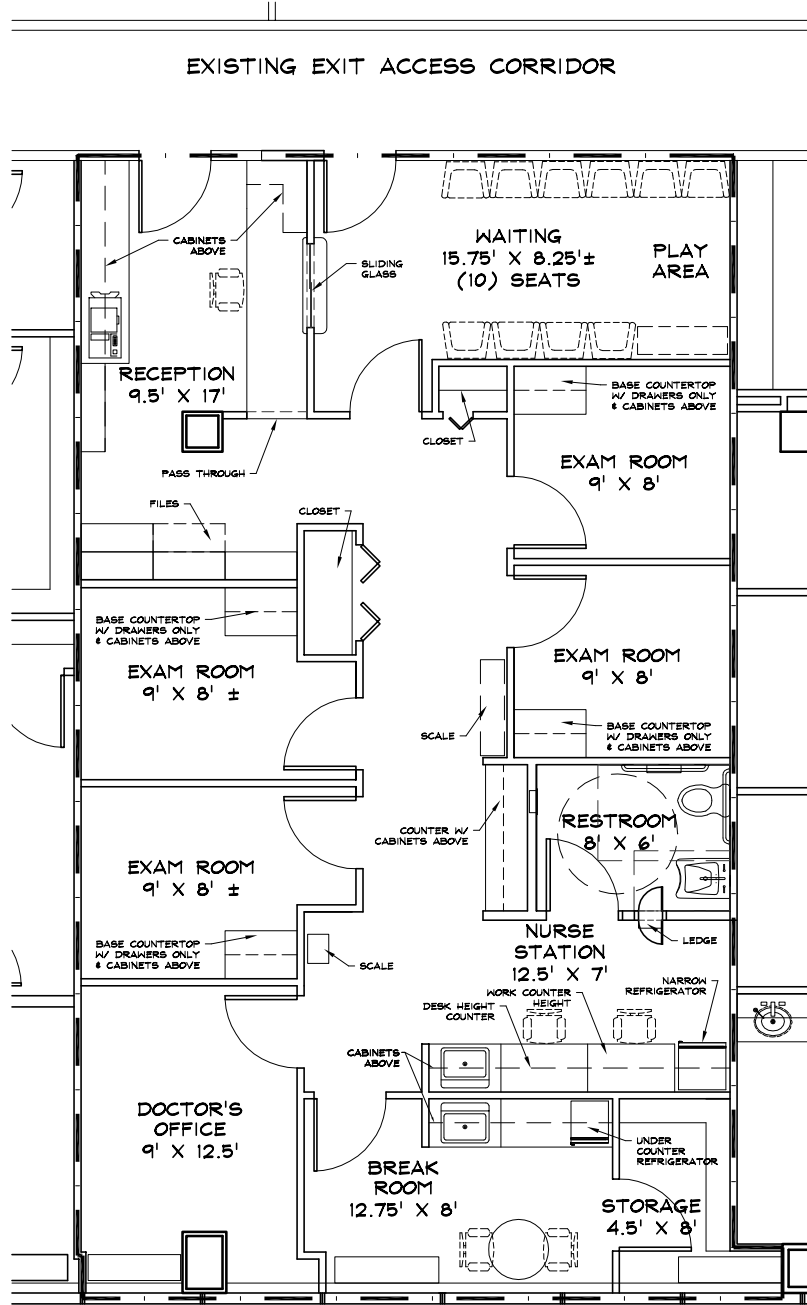 EXISTING EXIT ACCESS CORRIDOR
CABINETS
ABOVE
SLIDING
GLASS
WAITING
15.75' X 8.25'±
(10) SEATS
PLAY
AREA
RECEPTION
9.5' X 17'
PASS THROUGH
CLOSET
BASE COUNTERTOP
W/ DRAWERS ONLY
& CABINETS ABOVE
EXAM ROOM
9' X 8'
FILES
CLOSET
BASE COUNTERTOP
W/ DRAWERS ONLY
& CABINETS ABOVE
EXAM ROOM
9' X 8' ±
EXAM ROOM
9' X 8'
SCALE
BASE COUNTERTOP
W/ DRAWERS ONLY
& CABINETS ABOVE
COUNTER W/
CABINETS ABOVE
RESTROOM
8' X 6'
EXAM ROOM
9' X 8' ±
BASE COUNTERTOP
W/ DRAWERS ONLY
& CABINETS ABOVE
SCALE
NURSE
STATION
12.5' X 7'
LEDGE
NARROW
REFRIGERATOR
WORK COUNTER
HEIGHT
DESK HEIGHT
COUNTER
CABINETS
ABOVE
DOCTOR'S
OFFICE
9' X 12.5'
BREAK
ROOM
12.75' X 8'
UNDER
COUNTER
REFRIGERATOR
STORAGE
4.5' X 8'